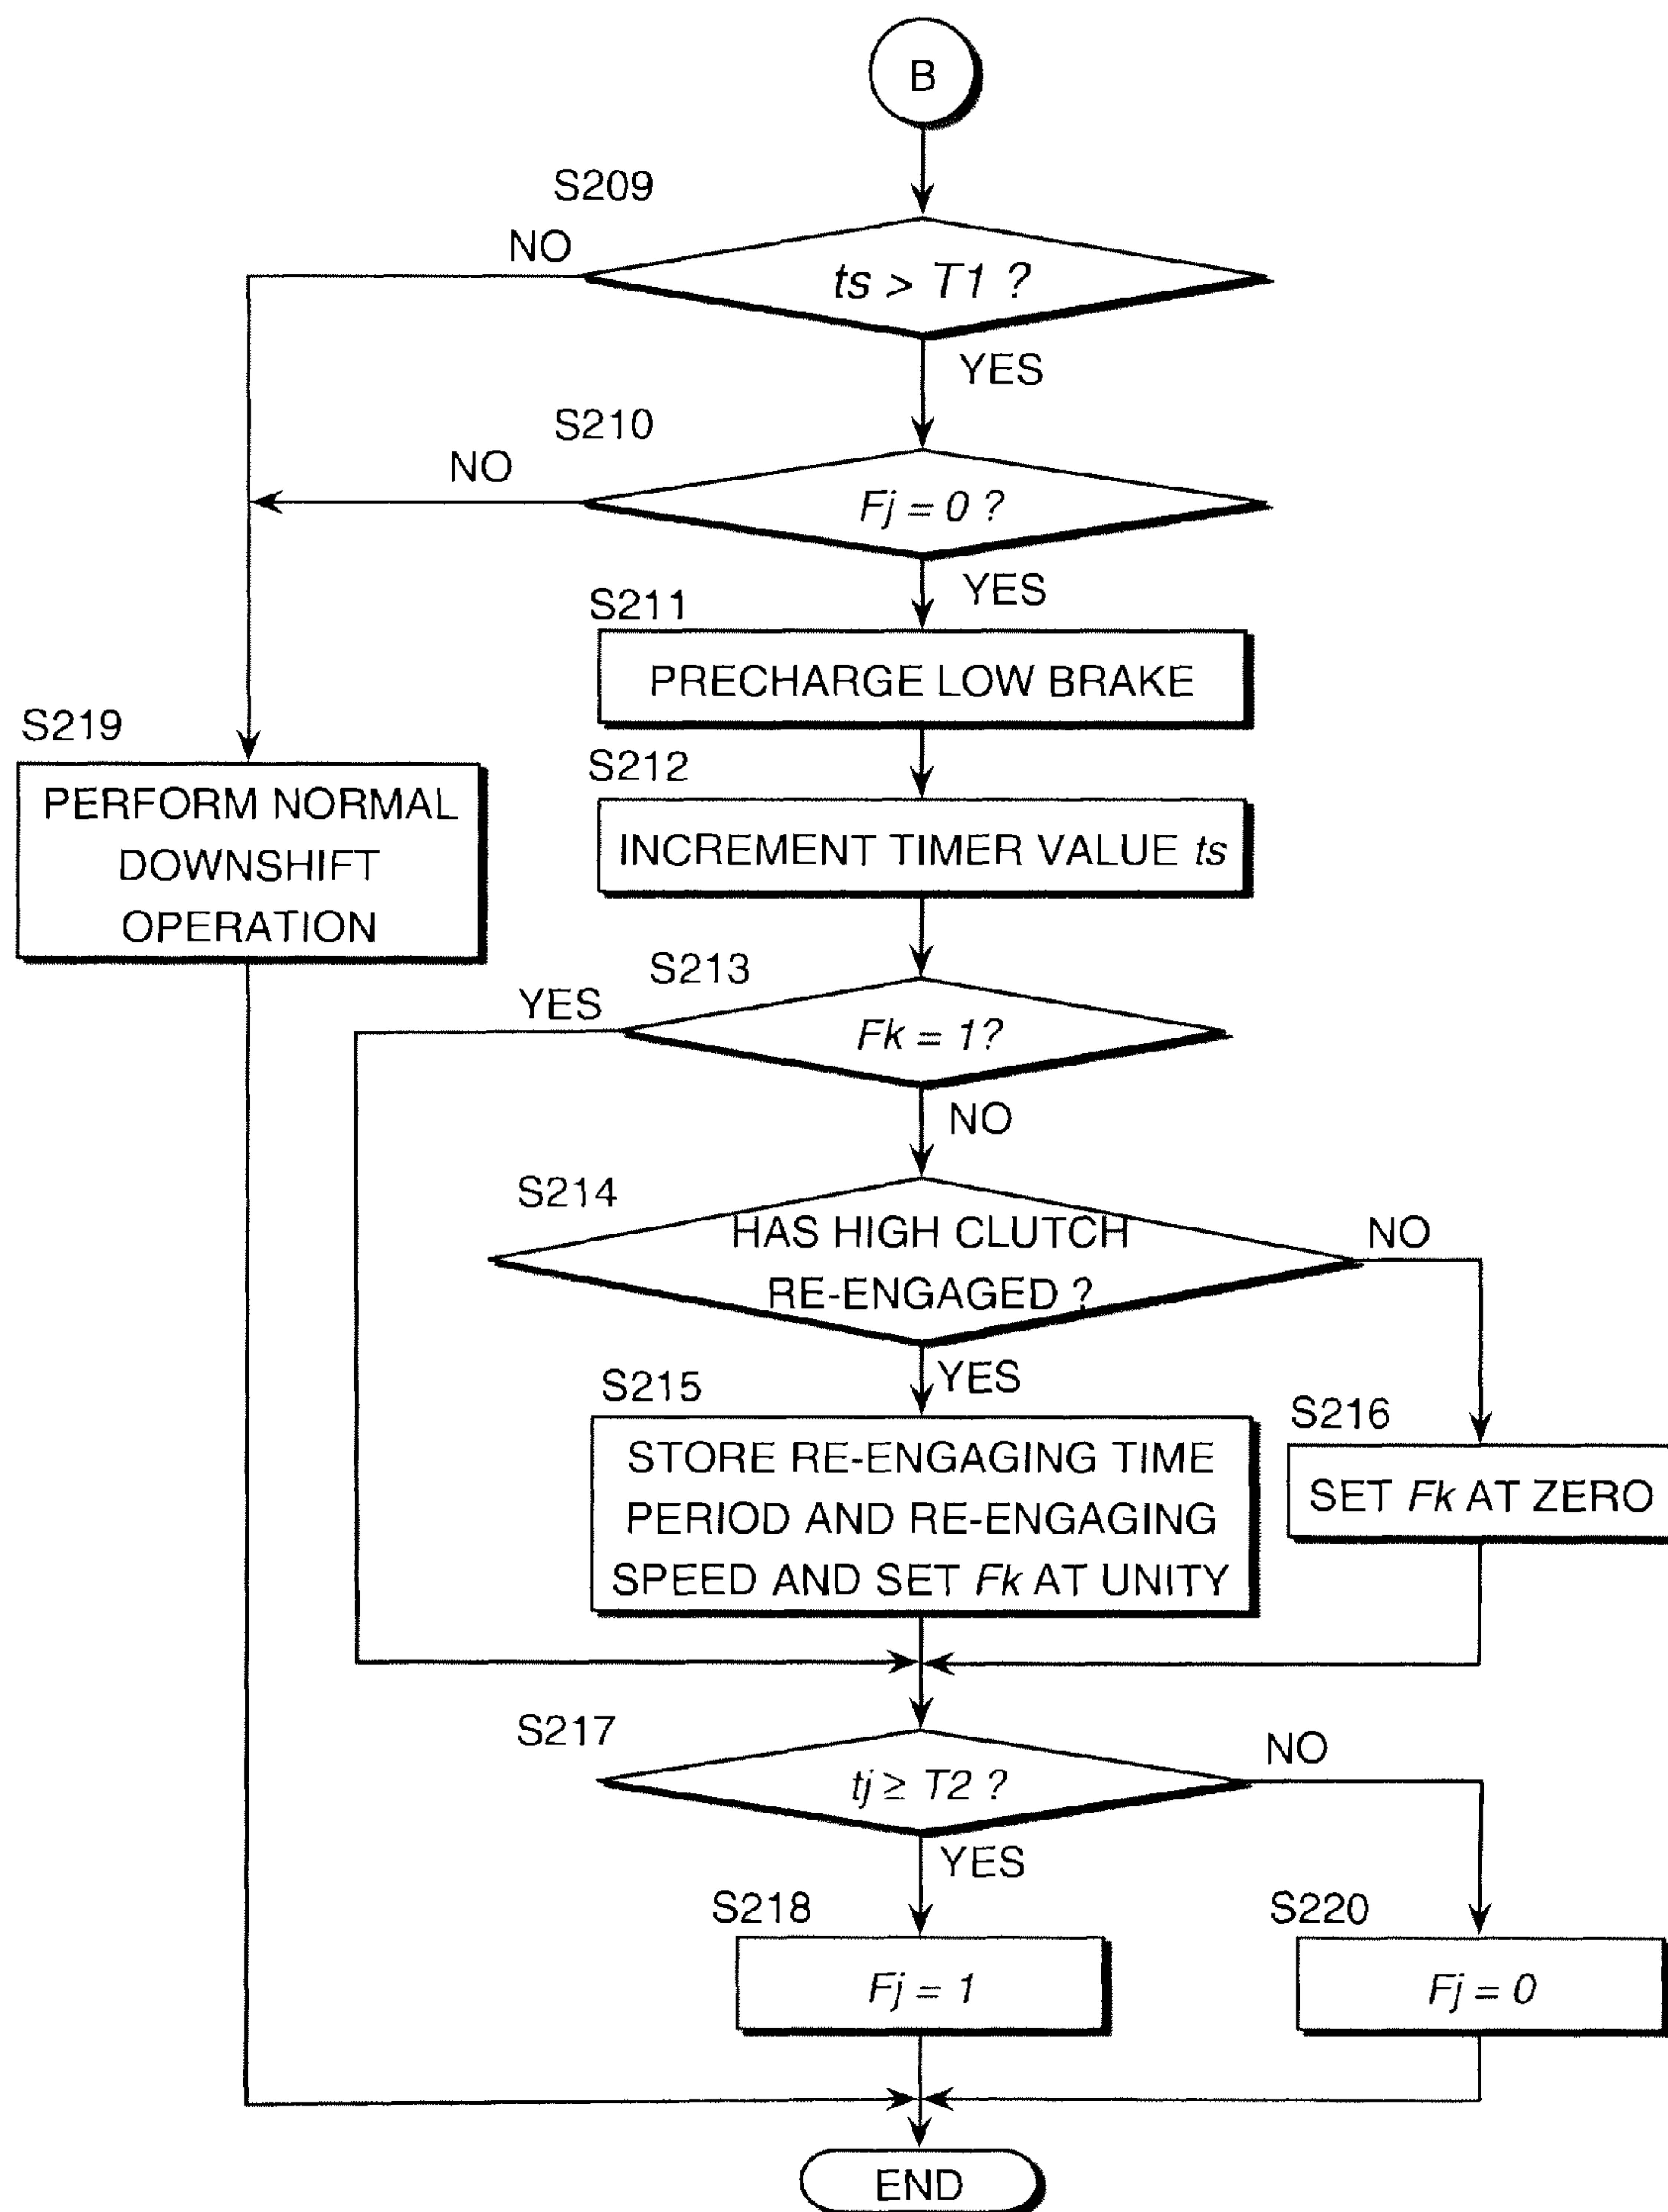 B
S209
NO
ts > T1 ?
YES
S210
NO
Fj = 0 ?
YES
S211
PRECHARGE LOW BRAKE
S219
PERFORM NORMAL
DOWNSHIFT
OPERATION
S212
INCREMENT TIMER VALUE ts
S213
YES
Fk = 1?
NO
S214
HAS HIGH CLUTCH
RE-ENGAGED ?
NO
YES
S215
STORE RE-ENGAGING TIME
PERIOD AND RE-ENGAGING
SPEED AND SET Fk AT UNITY
S216
SET Fk AT ZERO
S217
tj ≥ T2 ?
NO
YES
S218
Fj = 1
S220
Fj = 0
END